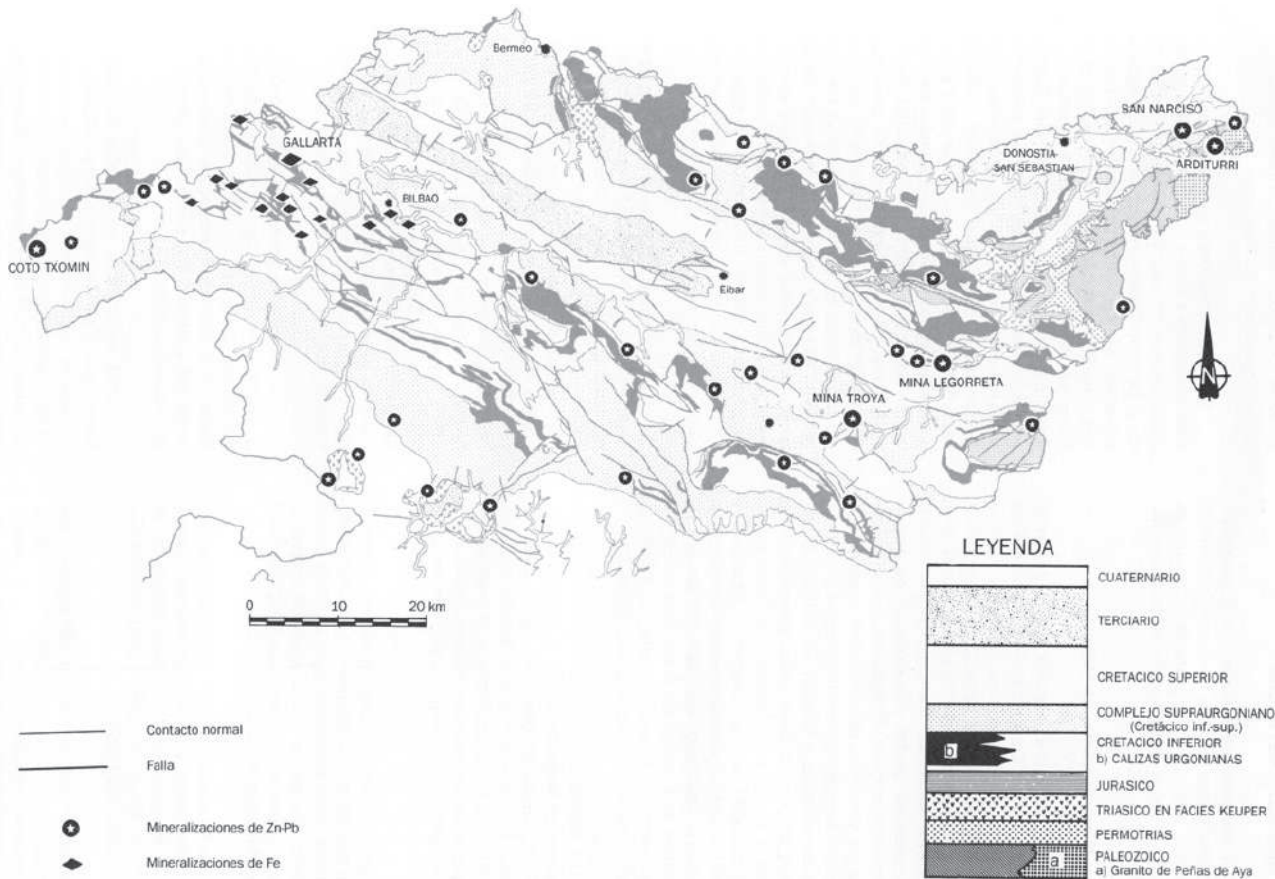 Bermeo
SAN NARCISO
GALLARTA
DONOSTIA-
SAN SEBASTIAN
ARDITURRI
BILBAO
COTO TXOMIN
Eibar
N
MINA LEGORRETA
MINA TROYA
LEYENDA
CUATERNARIO
TERCIARIO
CRETACICO SUPERIOR
COMPLEJO SUPRAURGONIANO
(Cretácico inf.-sup.)
b
CRETACICO INFERIOR
b) CALIZAS URGONIANAS
JURASICO
TRIASICO EN FACIES KEUPER
PERMOTRIAS
a
PALEOZOICO
a) Granito de Peñas de Aya
0 10 20 km
Contacto normal
Falla
Mineralizaciones de Zn-Pb
Mineralizaciones de Fe